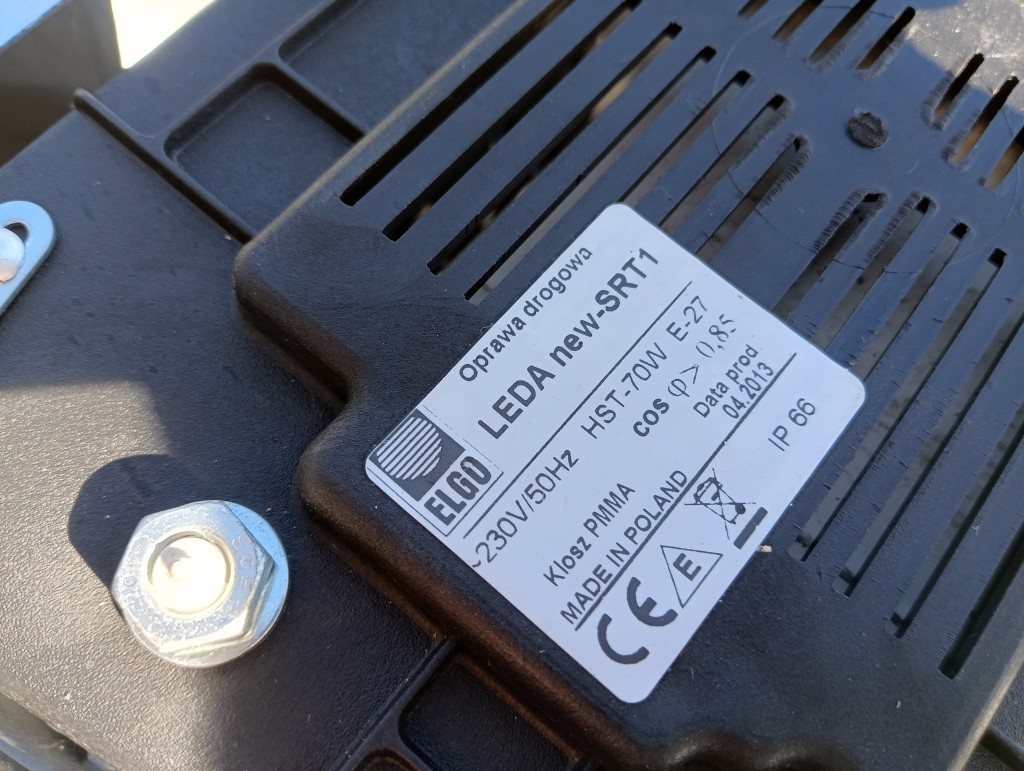 Oprawa drogowa
LEDA new-SRT1
ELGO
~230V/50Hz HST-70W E-27
cos φ> 0,85
Klosz PMMA
Data prod
04.2013
MADE IN POLAND
IP 66
CE
E